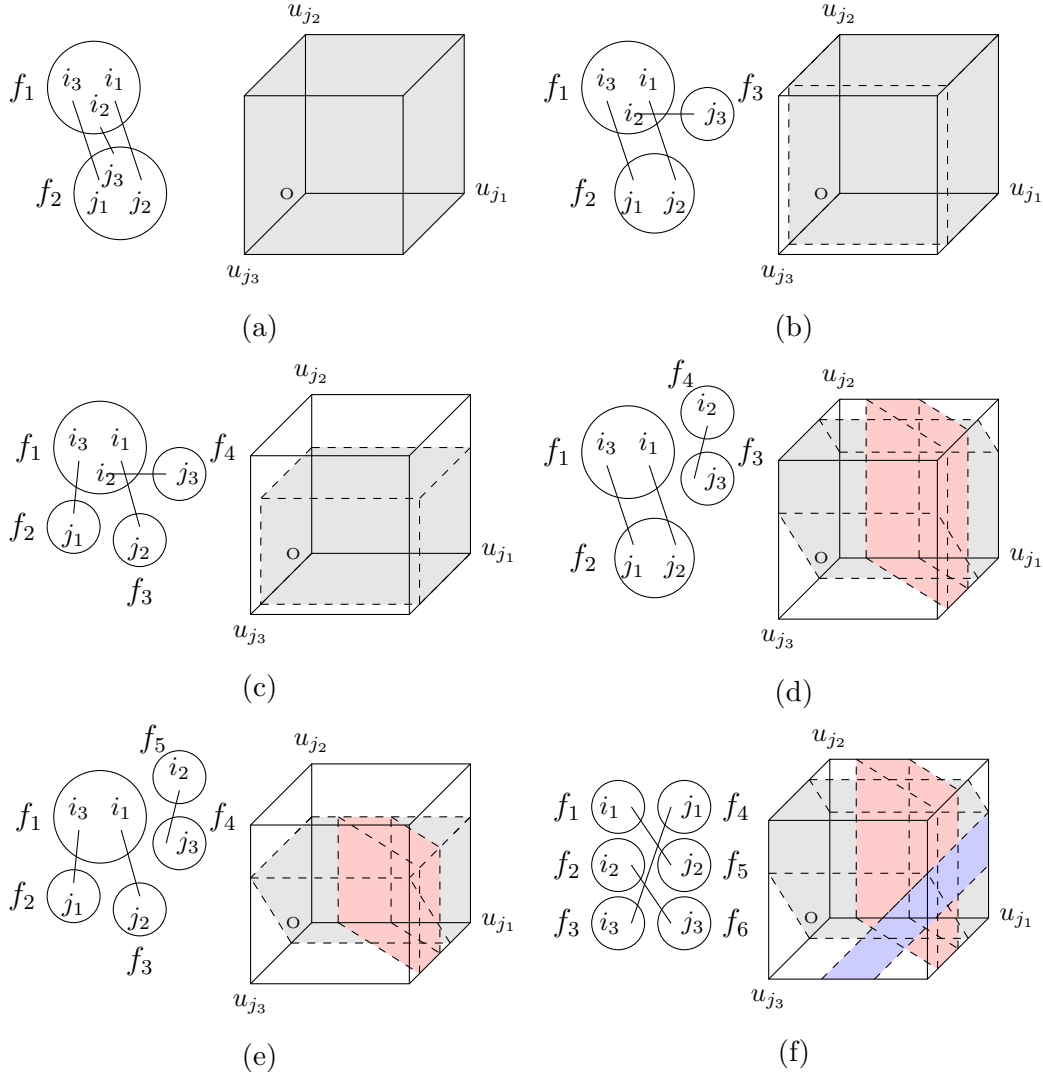 u_{j_2} u_{j_2}
f_1 i_3 i_1 i_2 f_1 i_3 i_1 i_2 j_3 f_3
f_2 j_3 j_1 j_2 O u_{j_1} f_2 j_1 j_2 O u_{j_1}
u_{j_3} u_{j_3}
(a) (b)
u_{j_2} f_4 u_{j_2}
f_1 i_3 i_1 i_2 j_3 f_4 f_1 i_3 i_1 i_2 j_3 f_3
f_2 j_1 j_2 O u_{j_1} f_2 j_1 j_2 O u_{j_1}
f_3
u_{j_3} u_{j_3}
(c) (d)
f_5 u_{j_2} u_{j_2}
f_1 i_3 i_1 i_2 j_3 f_4 f_1 i_1 j_1 f_4
f_2 i_2 j_2 f_5
f_2 j_1 j_2 O u_{j_1} f_3 i_3 j_3 f_6 O u_{j_1}
f_3
u_{j_3} u_{j_3}
(e) (f)